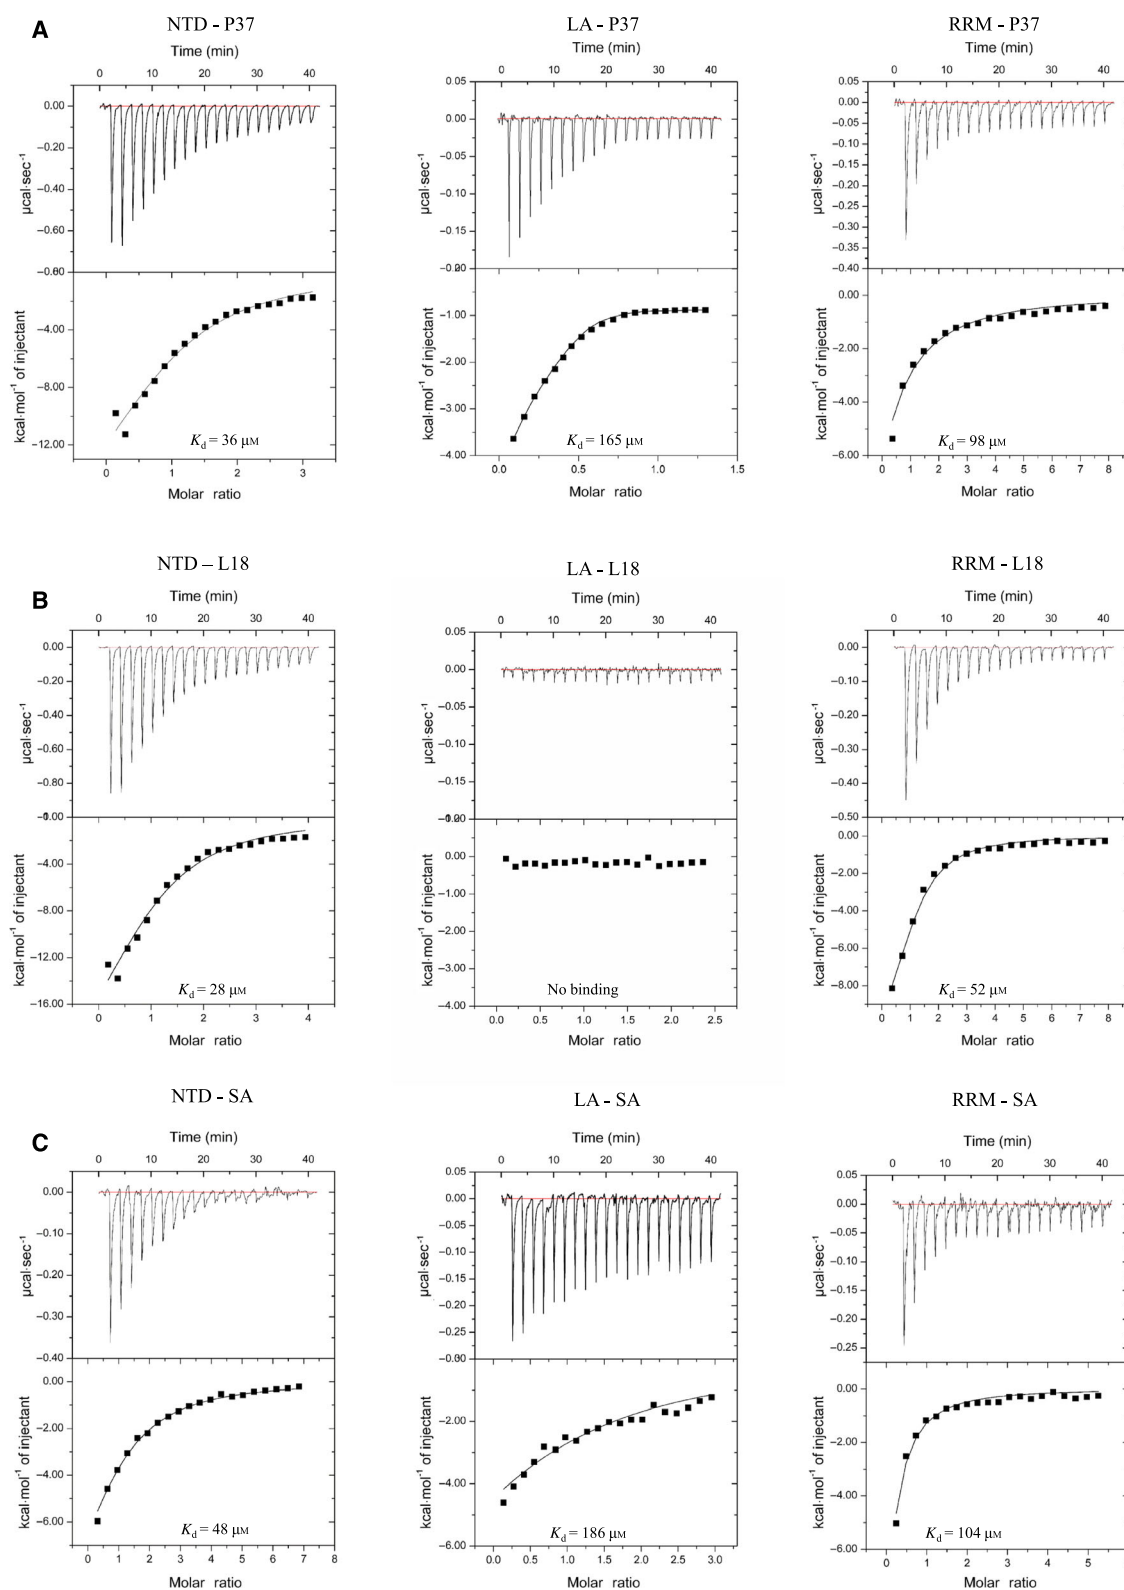 A
NTD - P37
LA - P37
RRM - P37
Time (min)
Time (min)
Time (min)
0 10 20 30 40
0 10 20 30 40
0 10 20 30 40
0.00
−0.20
−0.40
−0.60
µcal·sec⁻¹
0.05
0.00
−0.05
−0.10
−0.15
µcal·sec⁻¹
0.05
0.00
−0.05
−0.10
−0.15
−0.20
−0.25
−0.30
−0.35
−0.40
µcal·sec⁻¹
−4.00
−8.00
−12.00
kcal·mol⁻¹ of injectant
K_d = 36 µM
0 1 2 3
Molar ratio
−1.00
−2.00
−3.00
−4.00
kcal·mol⁻¹ of injectant
K_d = 165 µM
0.0 0.5 1.0 1.5
Molar ratio
0.00
−2.00
−4.00
−6.00
kcal·mol⁻¹ of injectant
K_d = 98 µM
0 1 2 3 4 5 6 7 8
Molar ratio
B
NTD – L18
LA - L18
RRM - L18
Time (min)
Time (min)
Time (min)
0 10 20 30 40
0 10 20 30 40
0 10 20 30 40
0.00
−0.20
−0.40
−0.60
−0.80
µcal·sec⁻¹
0.05
0.00
−0.05
−0.10
−0.15
µcal·sec⁻¹
0.00
−0.10
−0.20
−0.30
−0.40
−0.50
µcal·sec⁻¹
−4.00
−8.00
−12.00
−16.00
kcal·mol⁻¹ of injectant
K_d = 28 µM
0 1 2 3 4
Molar ratio
0.00
−1.00
−2.00
−3.00
−4.00
kcal·mol⁻¹ of injectant
No binding
0.0 0.5 1.0 1.5 2.0 2.5
Molar ratio
0.00
−2.00
−4.00
−6.00
−8.00
kcal·mol⁻¹ of injectant
K_d = 52 µM
0 1 2 3 4 5 6 7 8
Molar ratio
C
NTD - SA
LA - SA
RRM - SA
Time (min)
Time (min)
Time (min)
0 10 20 30 40
0 10 20 30 40
0 10 20 30 40
0.00
−0.10
−0.20
−0.30
−0.40
µcal·sec⁻¹
0.05
0.00
−0.05
−0.10
−0.15
−0.20
−0.25
µcal·sec⁻¹
0.05
0.00
−0.05
−0.10
−0.15
−0.20
−0.25
µcal·sec⁻¹
0.00
−2.00
−4.00
−6.00
kcal·mol⁻¹ of injectant
K_d = 48 µM
0 1 2 3 4 5 6 7 8
Molar ratio
−2.00
−4.00
−6.00
kcal·mol⁻¹ of injectant
K_d = 186 µM
0.0 0.5 1.0 1.5 2.0 2.5 3.0
Molar ratio
0.00
−2.00
−4.00
−6.00
kcal·mol⁻¹ of injectant
K_d = 104 µM
0 1 2 3 4 5
Molar ratio